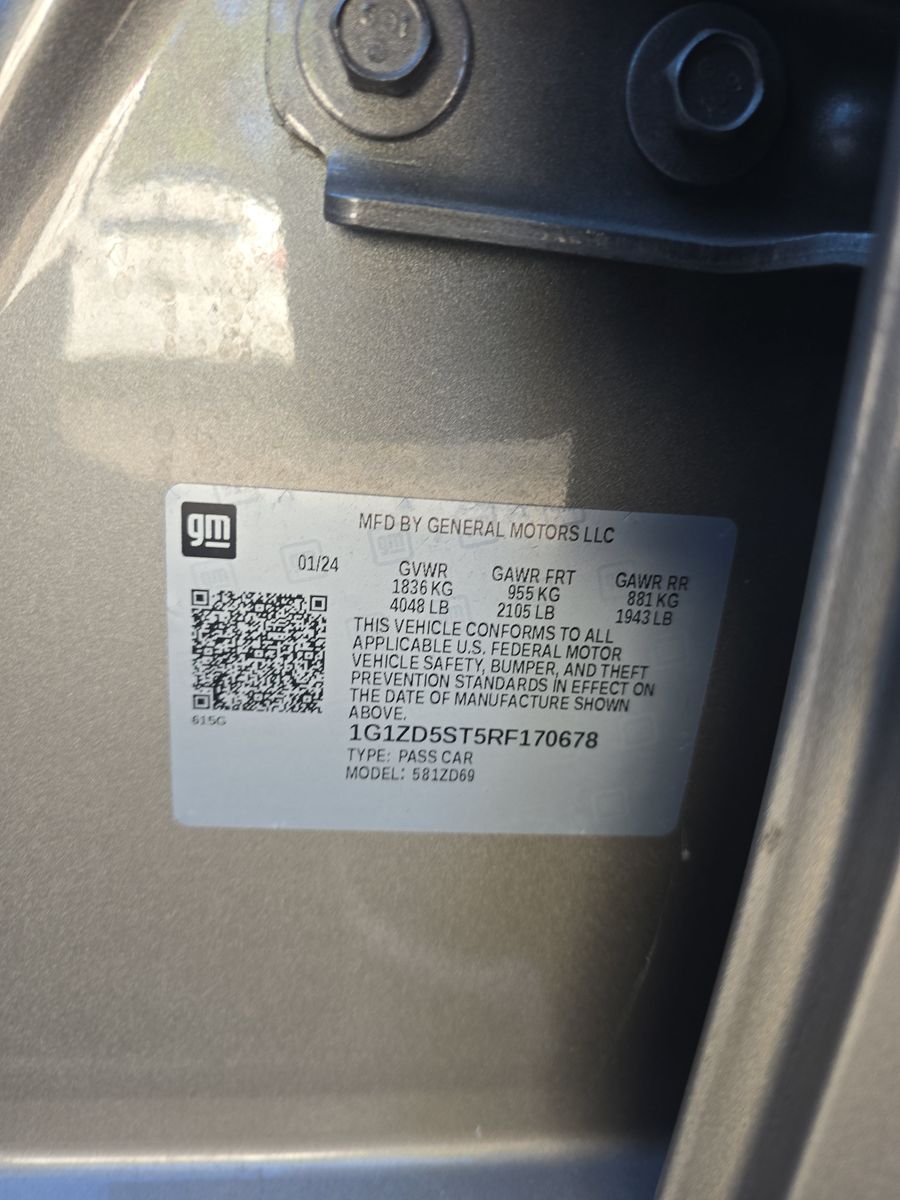 gm
MFD BY GENERAL MOTORS LLC
01/24
GVWR GAWR FRT GAWR RR
1836 KG 955 KG 881 KG
4048 LB 2105 LB 1943 LB
THIS VEHICLE CONFORMS TO ALL
APPLICABLE U.S. FEDERAL MOTOR
VEHICLE SAFETY, BUMPER, AND THEFT
PREVENTION STANDARDS IN EFFECT ON
THE DATE OF MANUFACTURE SHOWN
ABOVE.
615G
1G1ZD5ST5RF170678
TYPE: PASS CAR
MODEL: 581ZD69